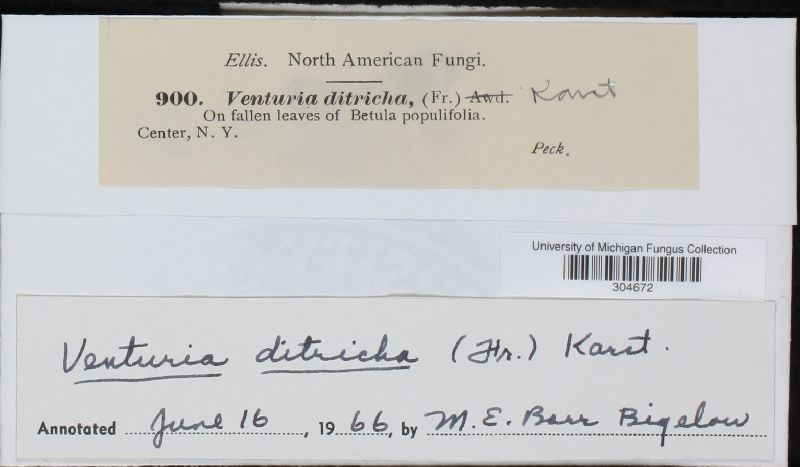 Ellis. North American Fungi.
900. Venturia ditricha, (Fr.) Awd. Karst
On fallen leaves of Betula populifolia.
Center, N. Y.
Peck.
University of Michigan Fungus Collection
304672
Venturia ditricha (Fr.) Karst.
Annotated June 16, 1966, by M. E. Barr Bigelow